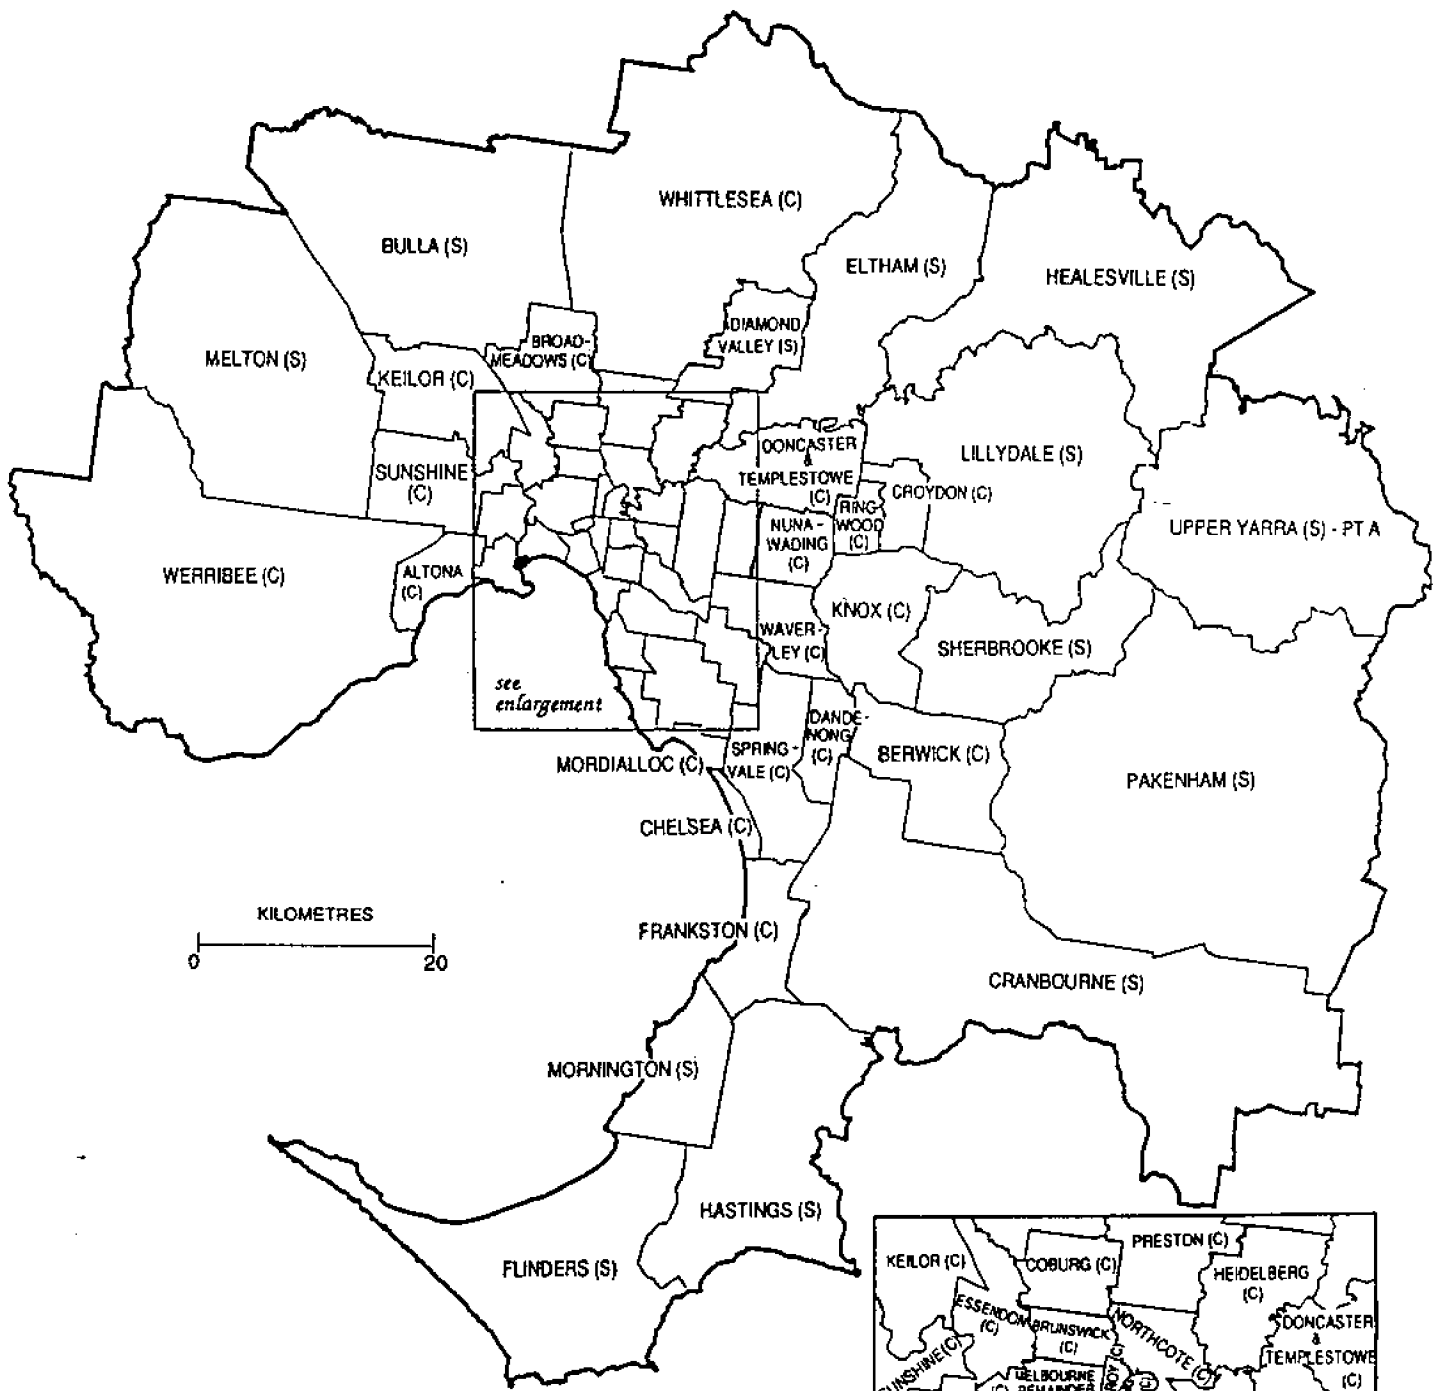 WHITTLESEA (C)
BULLA (S)
ELTHAM (S)
HEALESVILLE (S)
DIAMOND
VALLEY (S)
BROAD-
MEADOWS (C)
MELTON (S)
KEILOR (C)
DONCASTER
&
TEMPLESTOWE
(C)
LILLYDALE (S)
SUNSHINE
(C)
CROYDON (C)
RING-
WOOD
(C)
NUNA-
WADING
(C)
UPPER YARRA (S) - PT A
WERRIBEE (C)
ALTONA
(C)
KNOX (C)
WAVER-
LEY (C)
SHERBROOKE (S)
see
enlargement
DANDE-
NONG
(C)
SPRING-
VALE (C)
BERWICK (C)
MORDIALLOC (C)
PAKENHAM (S)
CHELSEA (C)
KILOMETRES
0 20
FRANKSTON (C)
CRANBOURNE (S)
MORNINGTON (S)
HASTINGS (S)
FLINDERS (S)
PRESTON (C)
KEILOR (C)
COBURG (C)
HEIDELBERG
(C)
ESSENDON
(C)
BRUNSWICK
(C)
NORTHCOTE (C)
DONCASTER
&
TEMPLESTOWE
(C)